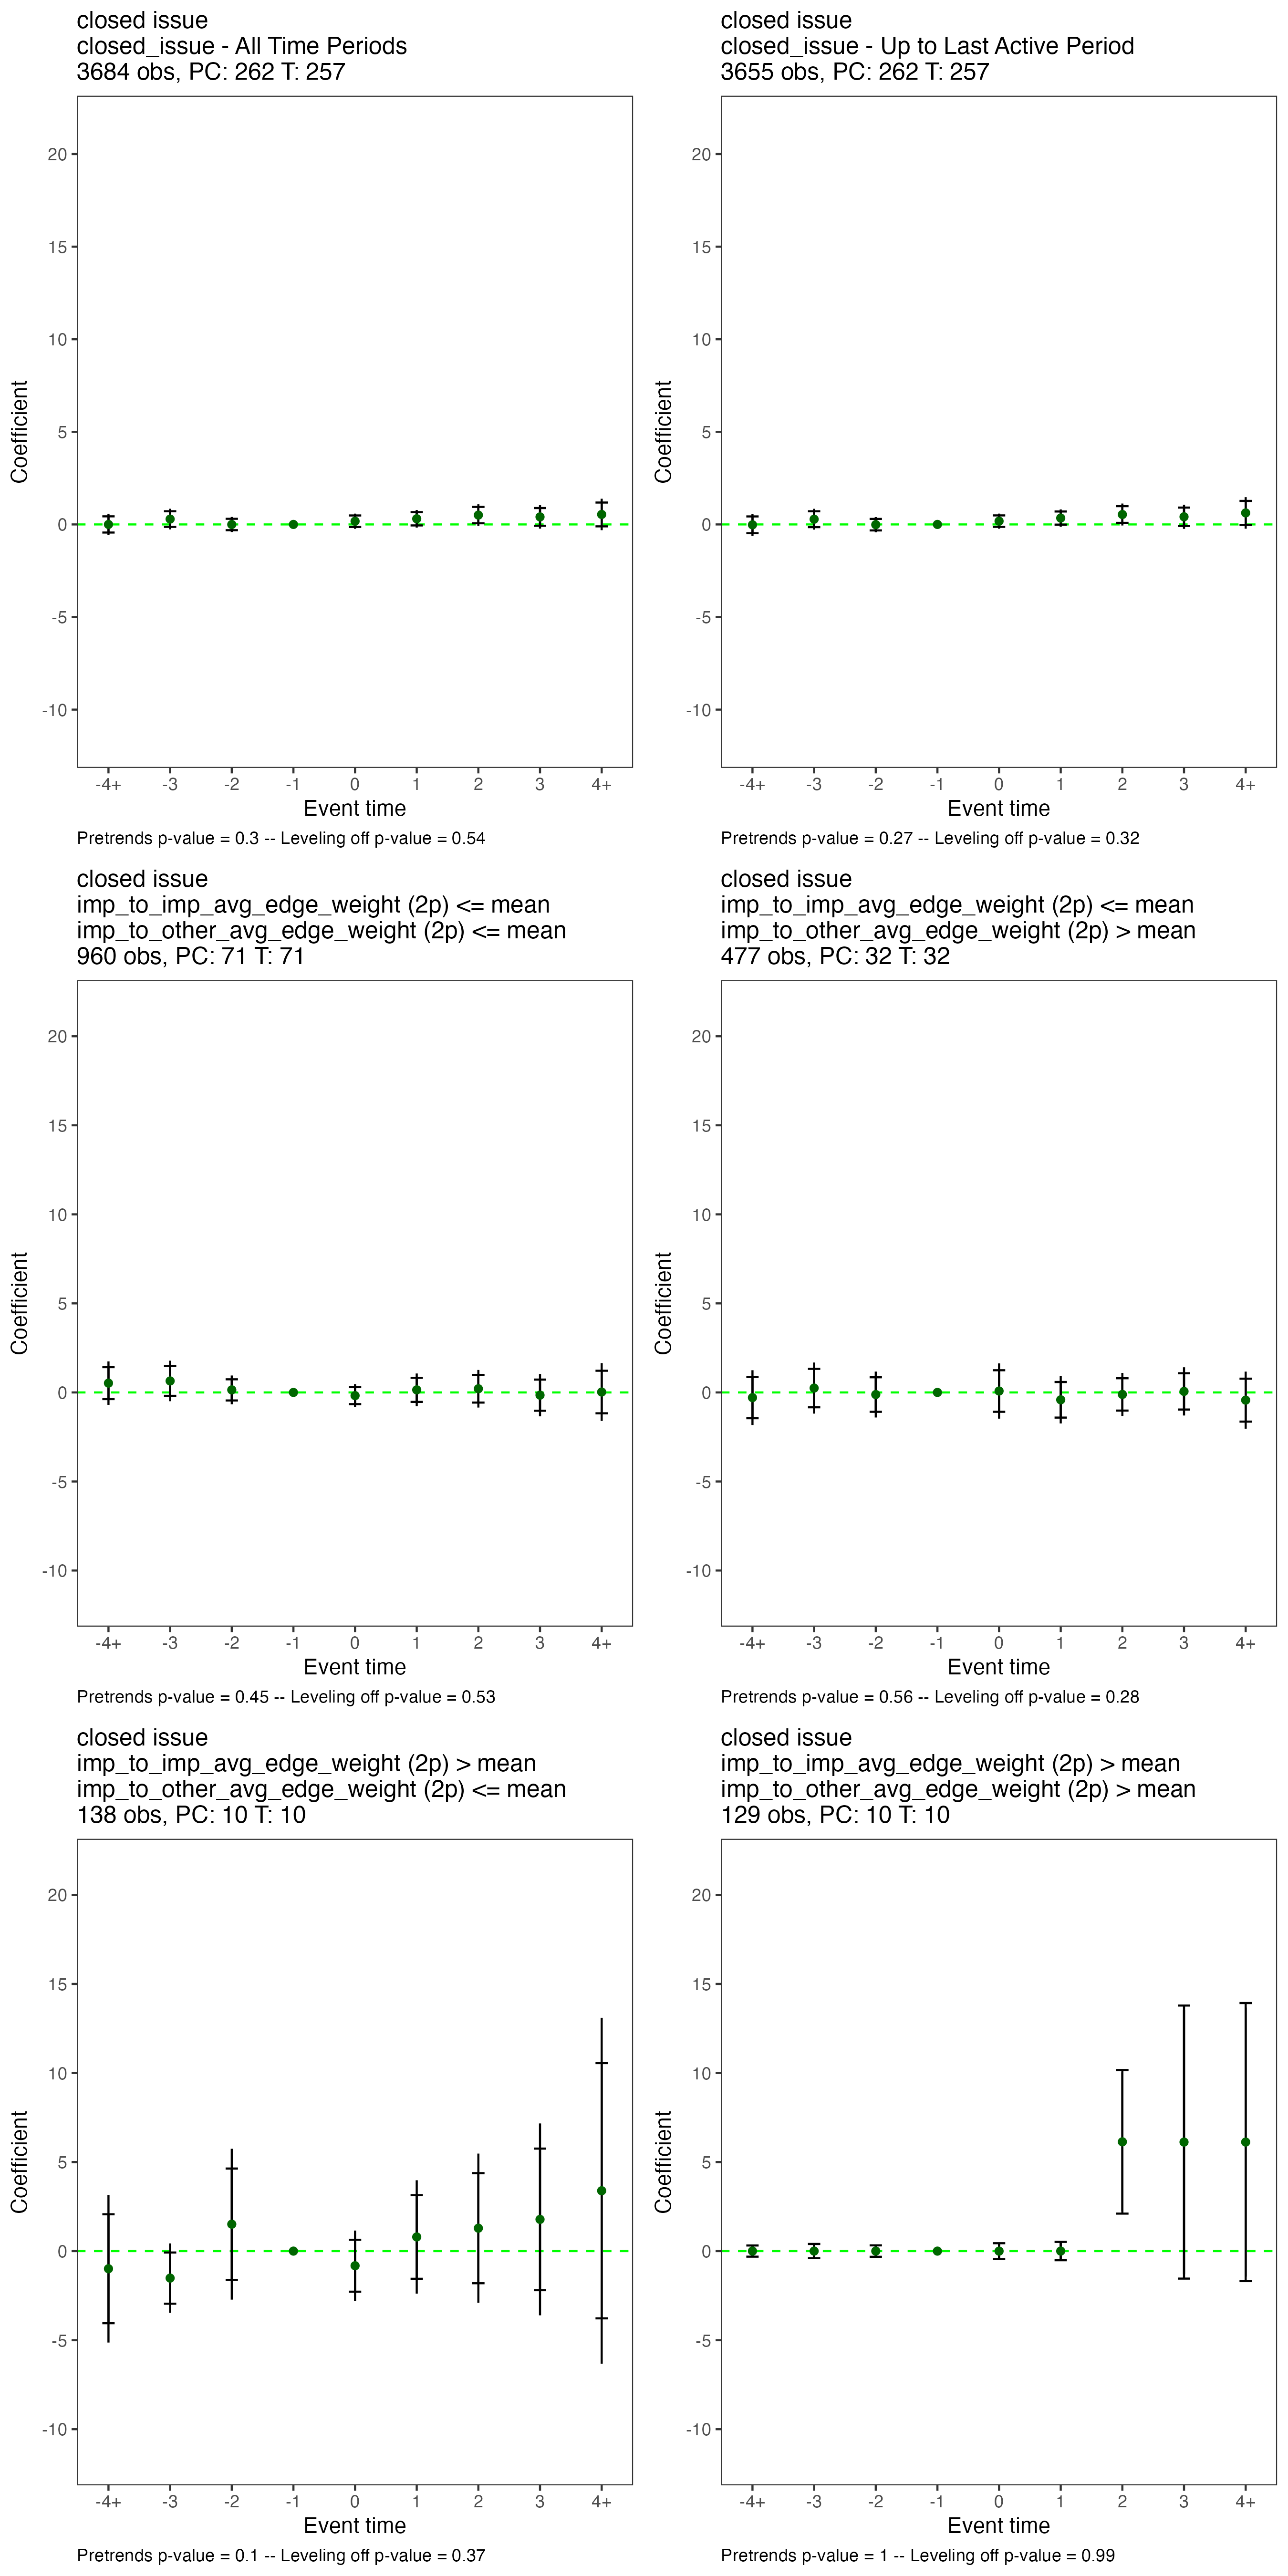 closed issue
closed_issue - All Time Periods
3684 obs, PC: 262 T: 257
20
15
10
5
0
-5
-10
Coefficient
-4+ -3 -2 -1 0 1 2 3 4+
Event time
Pretrends p-value = 0.3 -- Leveling off p-value = 0.54
closed issue
closed_issue - Up to Last Active Period
3655 obs, PC: 262 T: 257
20
15
10
5
0
-5
-10
Coefficient
-4+ -3 -2 -1 0 1 2 3 4+
Event time
Pretrends p-value = 0.27 -- Leveling off p-value = 0.32
closed issue
imp_to_imp_avg_edge_weight (2p) <= mean
imp_to_other_avg_edge_weight (2p) <= mean
960 obs, PC: 71 T: 71
20
15
10
5
0
-5
-10
Coefficient
-4+ -3 -2 -1 0 1 2 3 4+
Event time
Pretrends p-value = 0.45 -- Leveling off p-value = 0.53
closed issue
imp_to_imp_avg_edge_weight (2p) <= mean
imp_to_other_avg_edge_weight (2p) > mean
477 obs, PC: 32 T: 32
20
15
10
5
0
-5
-10
Coefficient
-4+ -3 -2 -1 0 1 2 3 4+
Event time
Pretrends p-value = 0.56 -- Leveling off p-value = 0.28
closed issue
imp_to_imp_avg_edge_weight (2p) > mean
imp_to_other_avg_edge_weight (2p) <= mean
138 obs, PC: 10 T: 10
20
15
10
5
0
-5
-10
Coefficient
-4+ -3 -2 -1 0 1 2 3 4+
Event time
Pretrends p-value = 0.1 -- Leveling off p-value = 0.37
closed issue
imp_to_imp_avg_edge_weight (2p) > mean
imp_to_other_avg_edge_weight (2p) > mean
129 obs, PC: 10 T: 10
20
15
10
5
0
-5
-10
Coefficient
-4+ -3 -2 -1 0 1 2 3 4+
Event time
Pretrends p-value = 1 -- Leveling off p-value = 0.99